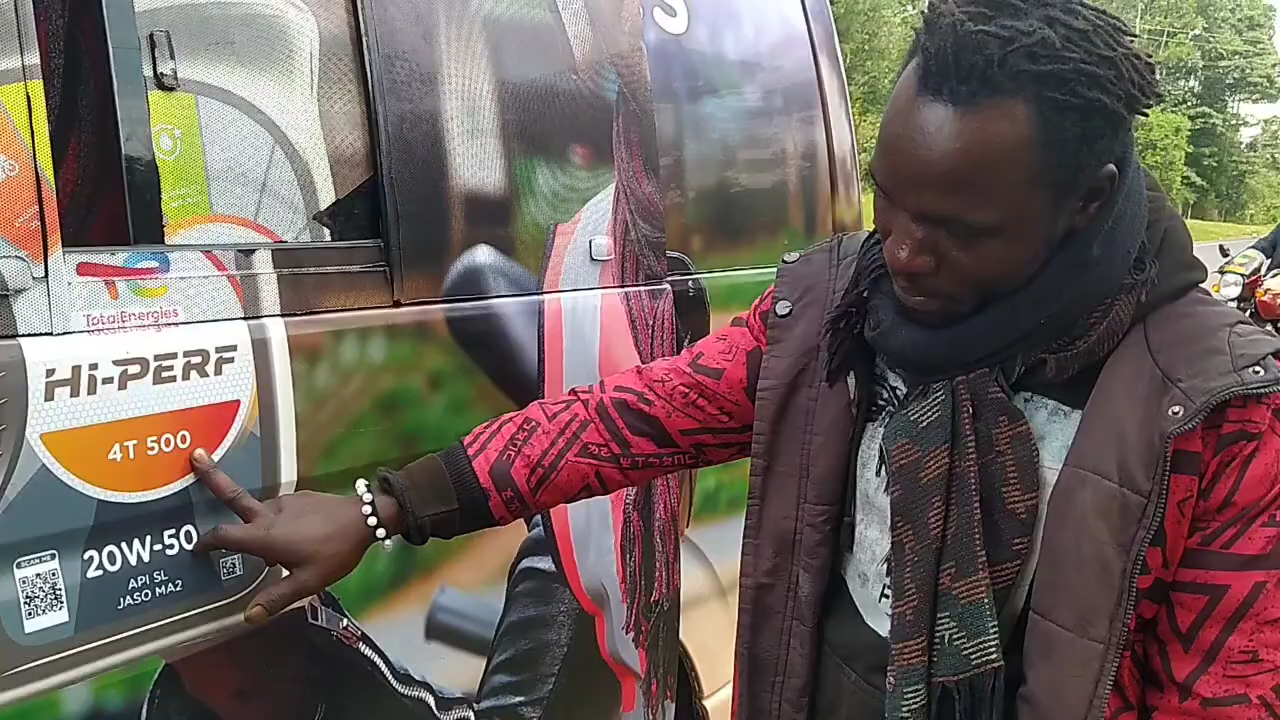 TotalEnergies
Hi-PERF
4T 500
20W-50
SCAN ME
API SL
JASO MA2